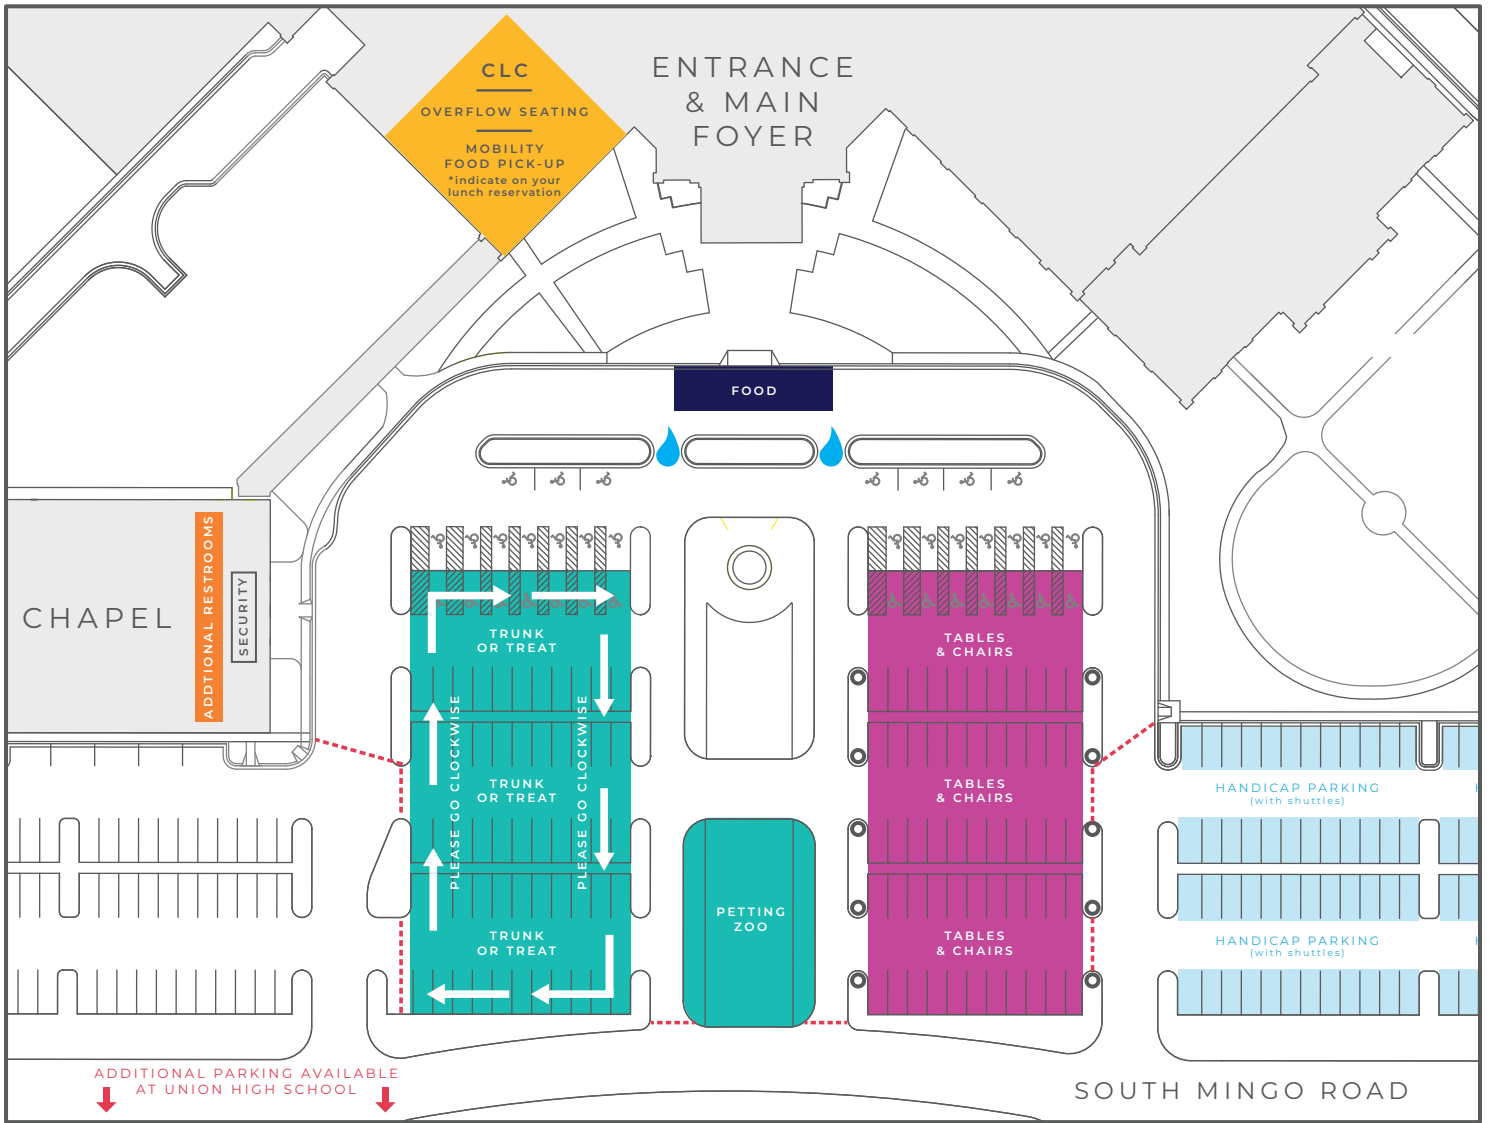 CLC
OVERFLOW SEATING
MOBILITY
FOOD PICK-UP
*indicate on your
lunch reservation
ENTRANCE
& MAIN
FOYER
FOOD
CHAPEL
ADDTIONAL RESTROOMS
SECURITY
TRUNK
OR TREAT
PLEASE GO CLOCKWISE
PLEASE GO CLOCKWISE
TRUNK
OR TREAT
TRUNK
OR TREAT
PETTING
ZOO
TABLES
& CHAIRS
TABLES
& CHAIRS
TABLES
& CHAIRS
HANDICAP PARKING
(with shuttles)
HANDICAP PARKING
(with shuttles)
ADDITIONAL PARKING AVAILABLE
AT UNION HIGH SCHOOL
SOUTH MINGO ROAD